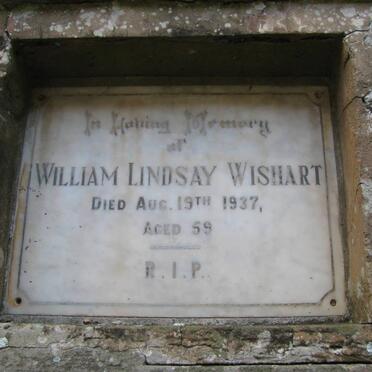 In Loving Memory
of
WILLIAM LINDSAY WISHART
DIED AUG. 19TH 1937,
AGED 59
R.I.P.